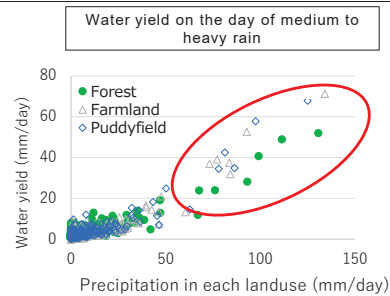 Water yield on the day of medium to
heavy rain
Forest
Farmland
Puddyfield
Water yield (mm/day)
80
60
40
20
0
0
50
100
150
Precipitation in each landuse (mm/day)